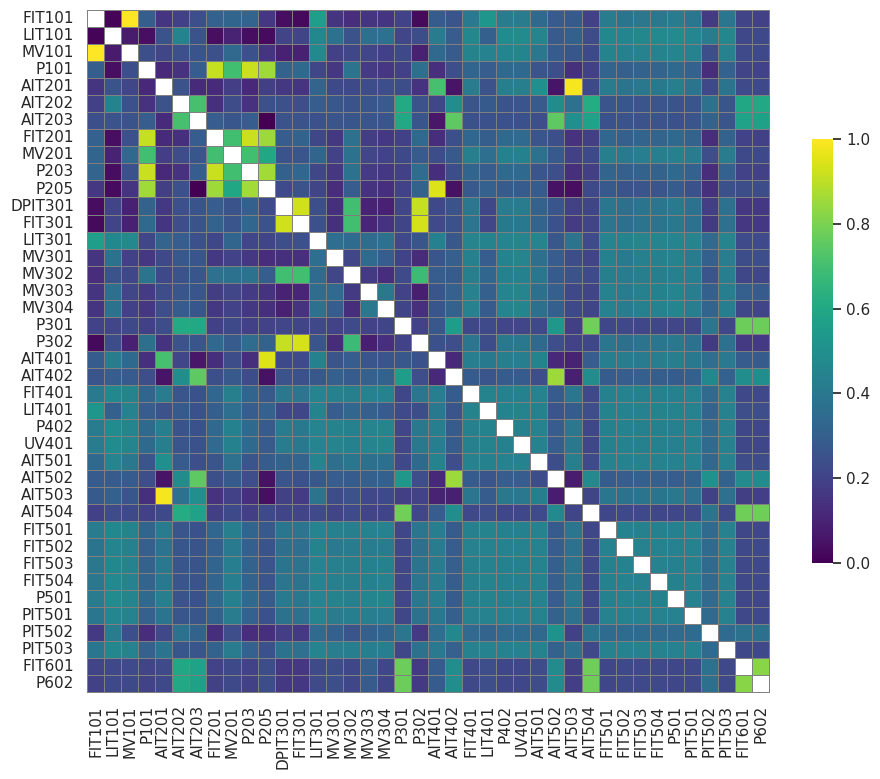 FIT101
LIT101
MV101
P101
AIT201
AIT202
AIT203
FIT201
MV201
P203
P205
DPIT301
FIT301
LIT301
MV301
MV302
MV303
MV304
P301
P302
AIT401
AIT402
FIT401
LIT401
P402
UV401
AIT501
AIT502
AIT503
AIT504
FIT501
FIT502
FIT503
FIT504
P501
PIT501
PIT502
PIT503
FIT601
P602
FIT101
LIT101
MV101
P101
AIT201
AIT202
AIT203
FIT201
MV201
P203
P205
DPIT301
FIT301
LIT301
MV301
MV302
MV303
MV304
P301
P302
AIT401
AIT402
FIT401
LIT401
P402
UV401
AIT501
AIT502
AIT503
AIT504
FIT501
FIT502
FIT503
FIT504
P501
PIT501
PIT502
PIT503
FIT601
P602
1.0
0.8
0.6
0.4
0.2
0.0